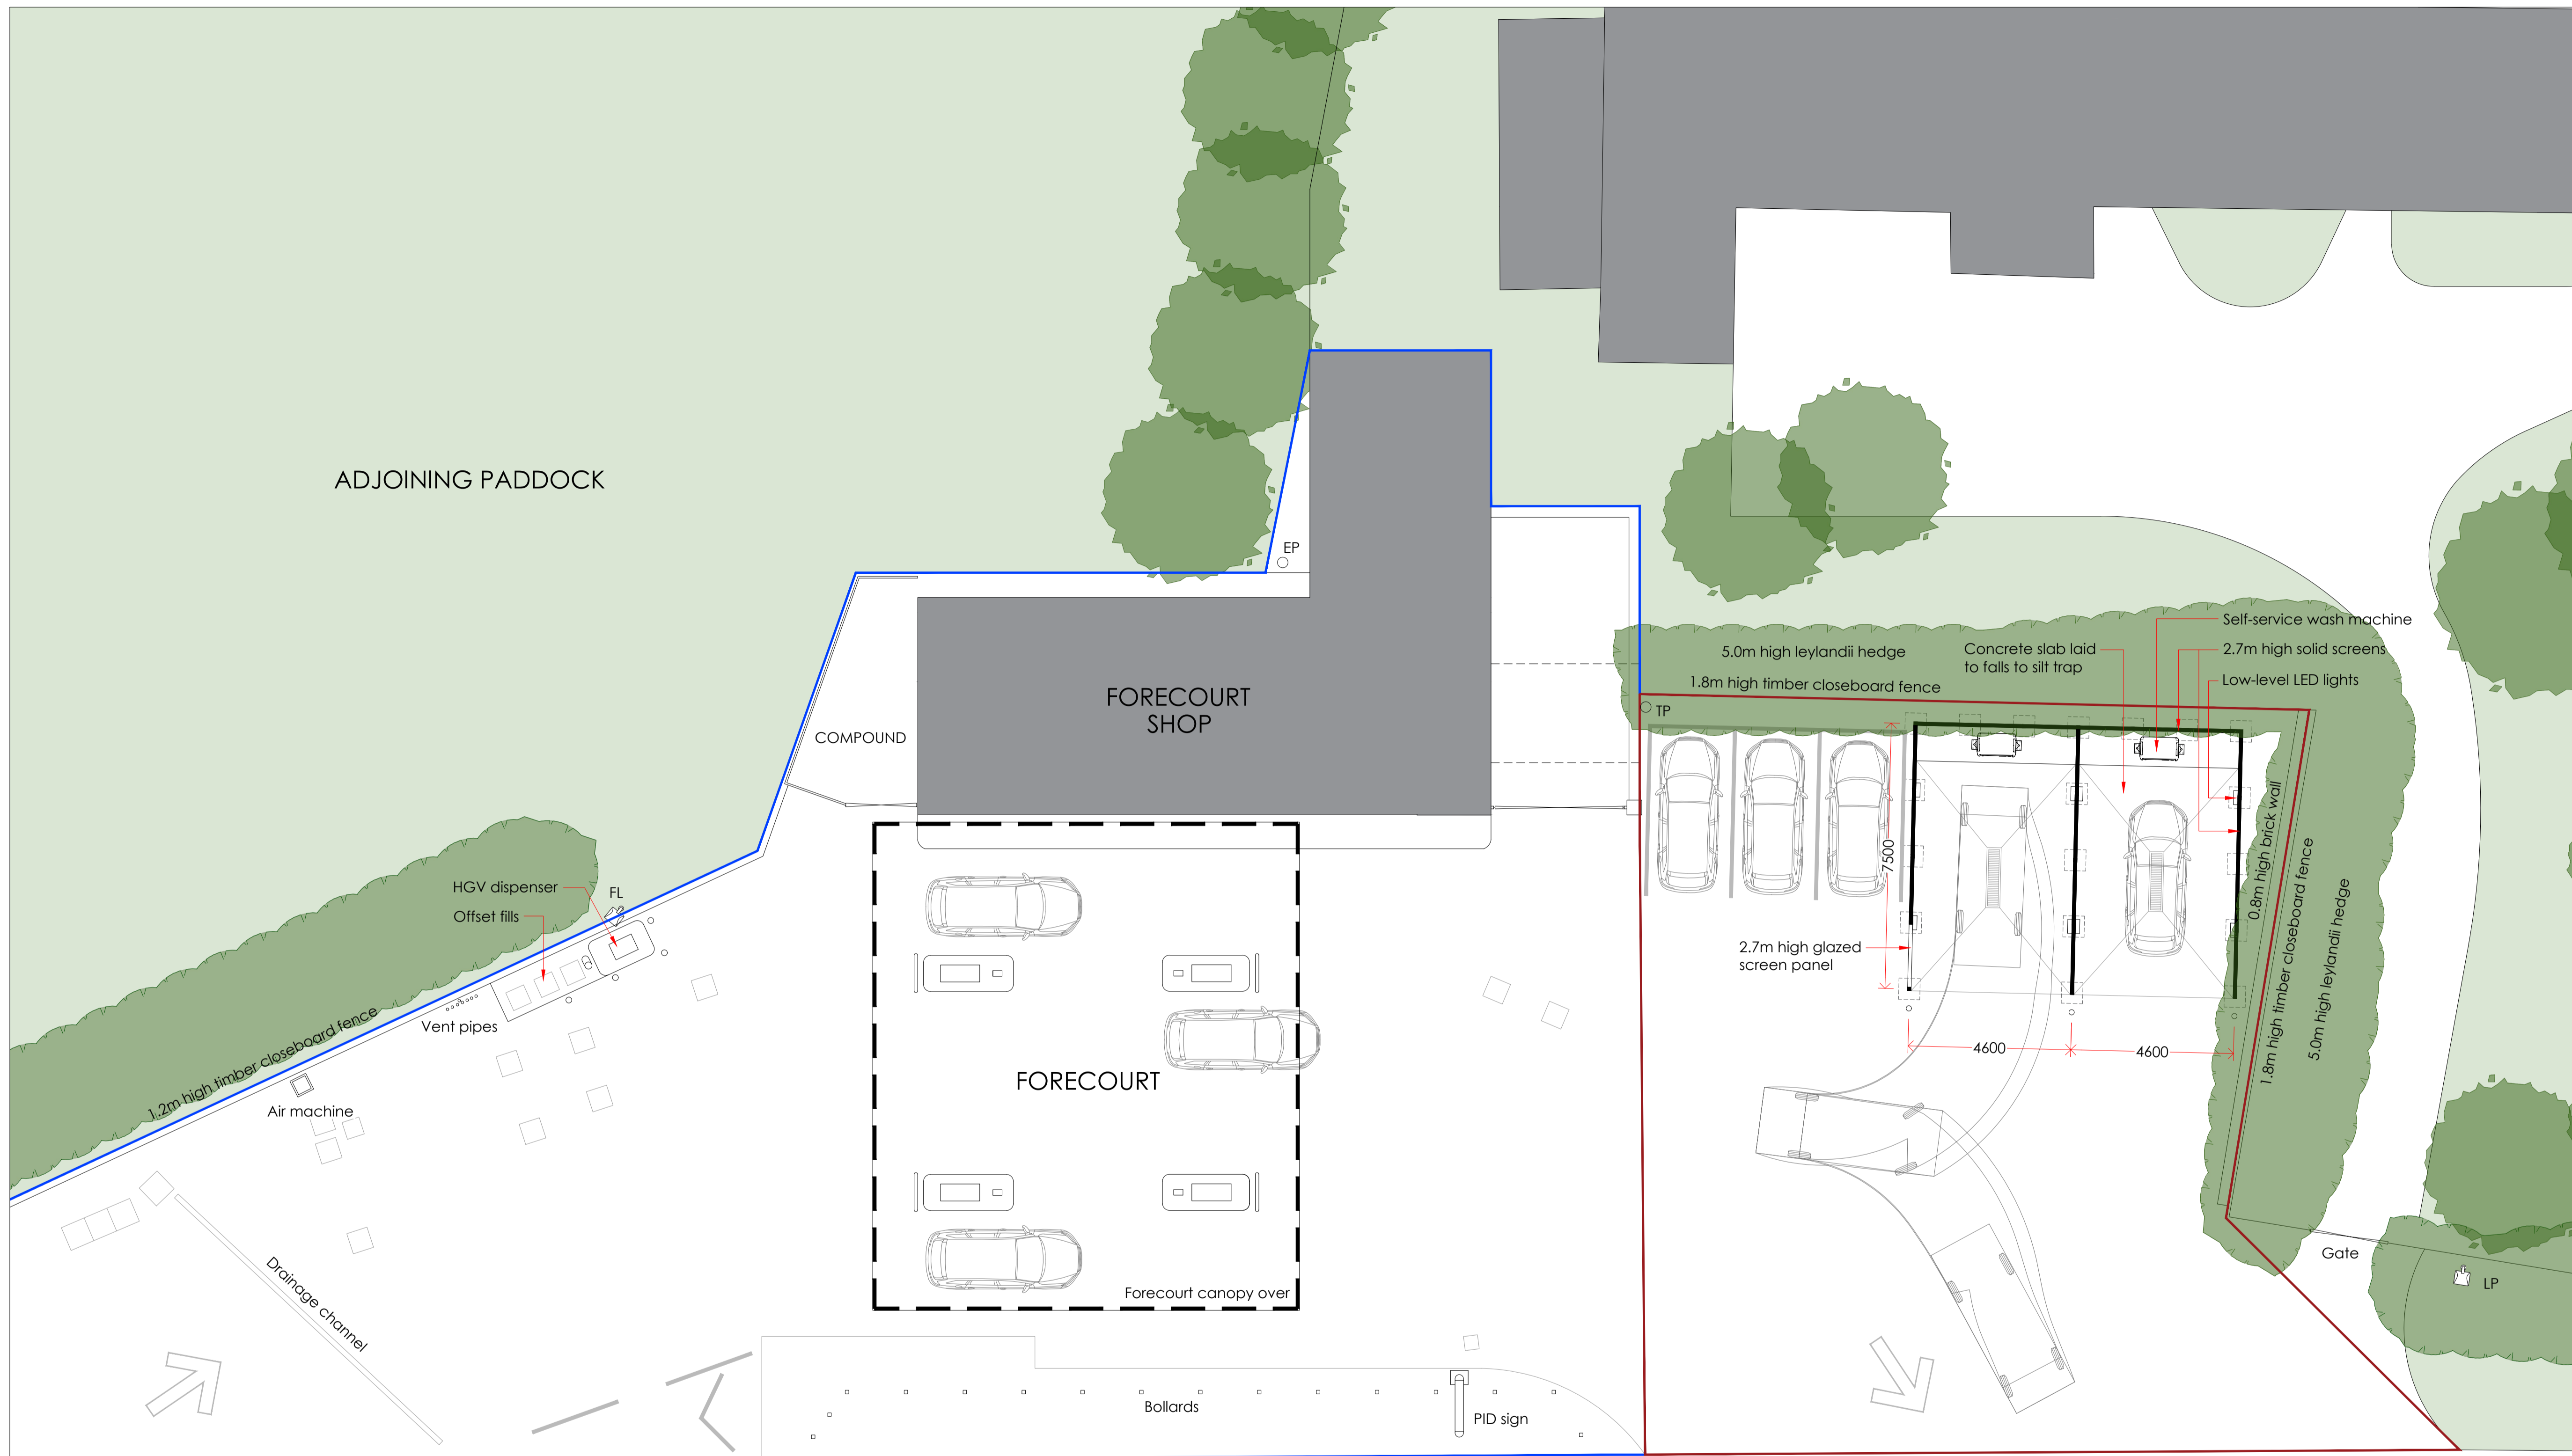 ADJOINING PADDOCK
EP
Self-service wash machine
5.0m high leylandii hedge
Concrete slab laid
to falls to silt trap
2.7m high solid screens
1.8m high timber closeboard fence
Low-level LED lights
FORECOURT
SHOP
TP
COMPOUND
7500
0.8m high brick wall
1.8m high timber closeboard fence
5.0m high leylandii hedge
HGV dispenser
FL
Offset fills
2.7m high glazed
screen panel
Vent pipes
1.2m high timber closeboard fence
4600
4600
FORECOURT
Air machine
Gate
LP
Drainage channel
Forecourt canopy over
Bollards
PID sign